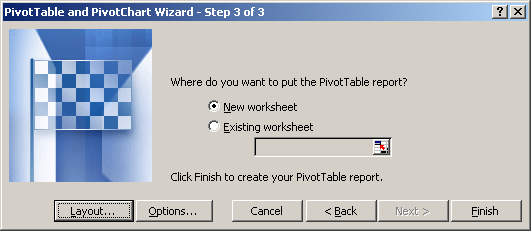 PivotTable and PivotChart Wizard - Step 3 of 3
Where do you want to put the PivotTable report?
New worksheet
Existing worksheet
Click Finish to create your PivotTable report.
Layout... Options... Cancel < Back Next > Finish